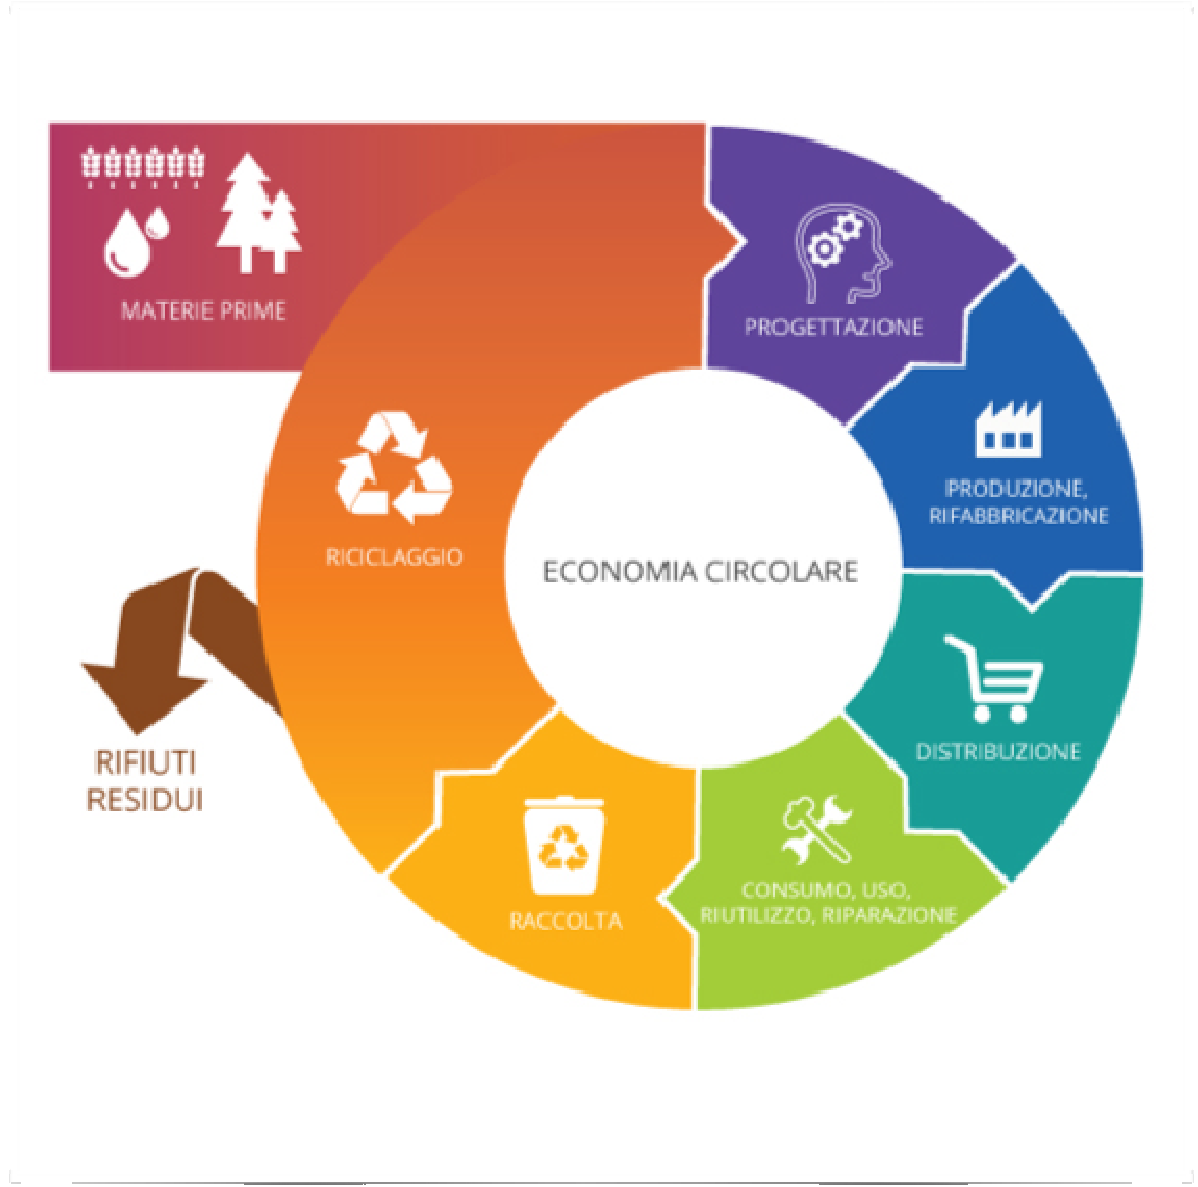 MATERIE PRIME
PROGETTAZIONE
PRODUZIONE,
RIFABBRICAZIONE
DISTRIBUZIONE
CONSUMO, USO,
RIUTILIZZO, RIPARAZIONE
RACCOLTA
RICICLAGGIO
ECONOMIA CIRCOLARE
RIFIUTI
RESIDUI